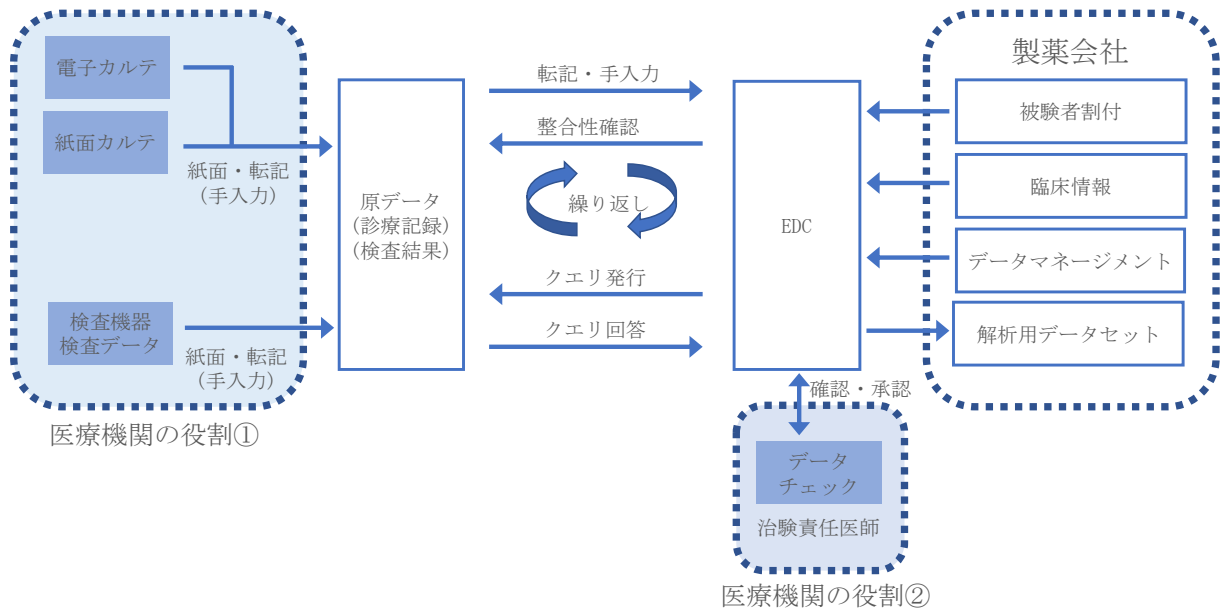 電子カルテ
紙面カルテ
紙面・転記
（手入力）
検査機器
検査データ
紙面・転記
（手入力）
医療機関の役割①
原データ
（診療記録）
（検査結果）
転記・手入力
整合性確認
繰り返し
クエリ発行
クエリ回答
EDC
確認・承認
データ
チェック
治験責任医師
医療機関の役割②
製薬会社
被験者割付
臨床情報
データマネージメント
解析用データセット